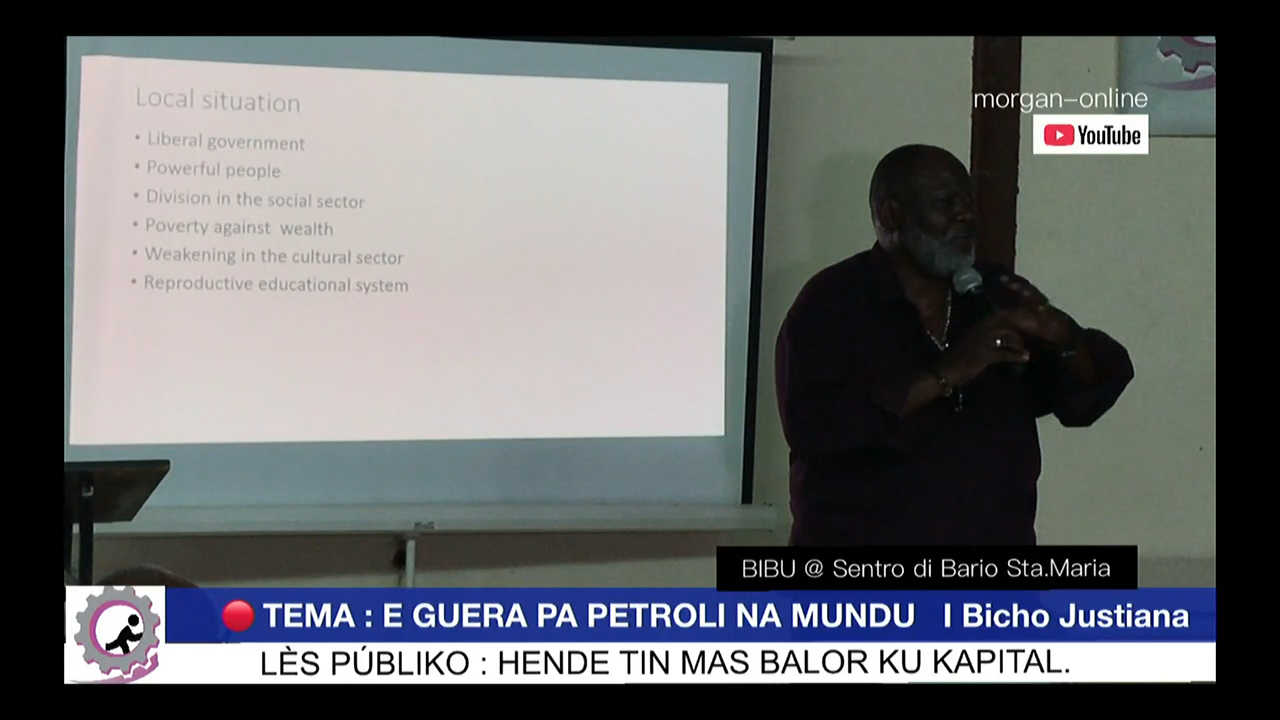 Local situation
• Liberal government
• Powerful people
• Division in the social sector
• Poverty against wealth
• Weakening in the cultural sector
• Reproductive educational system
morgan-online
YouTube
BIBU @ Sentro di Bario Sta.Maria
TEMA : E GUERA PA PETROLI NA MUNDU I Bicho Justiana
LÈS PÚBLIKO : HENDE TIN MAS BALOR KU KAPITAL.